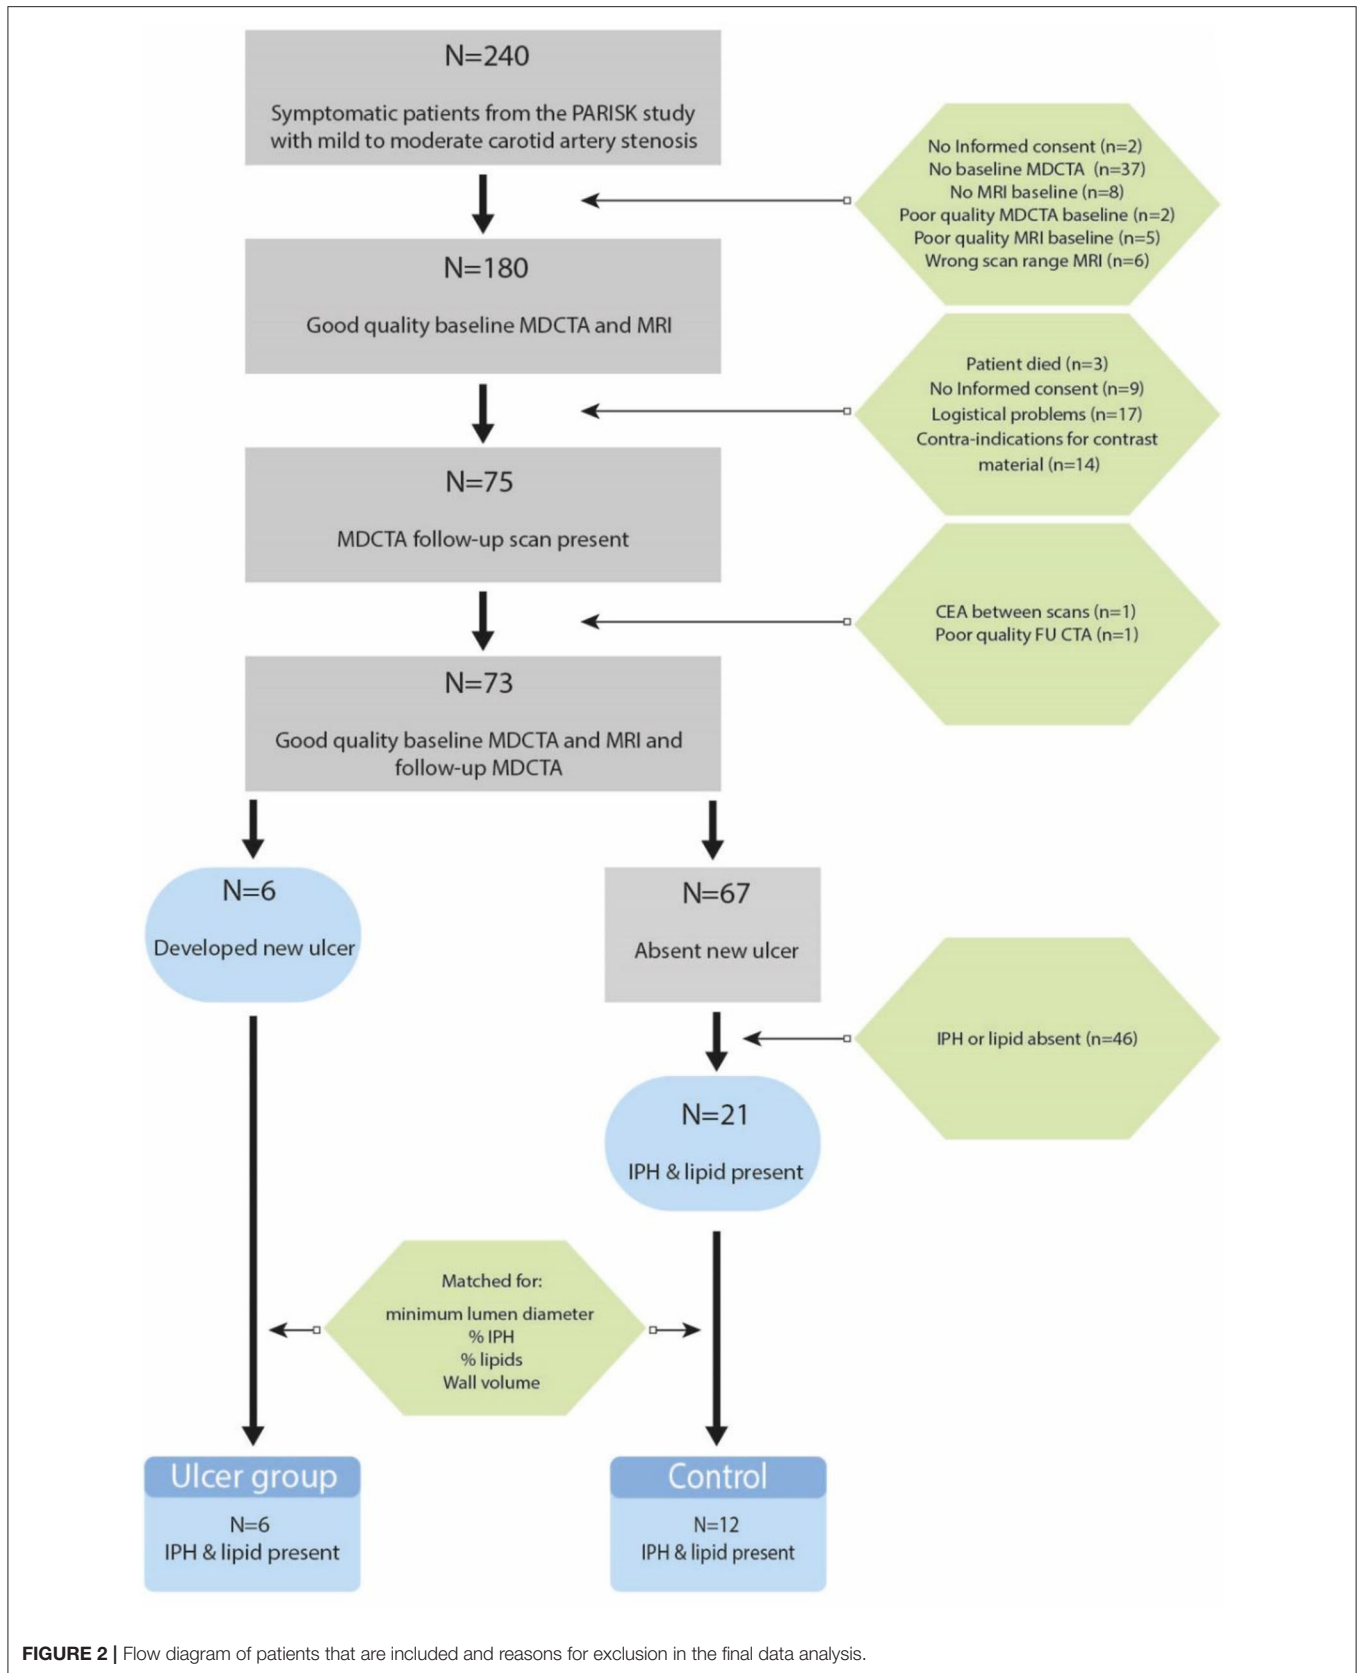 N=240
Symptomatic patients from the PARISK study
with mild to moderate carotid artery stenosis
No Informed consent (n=2)
No baseline MDCTA (n=37)
No MRI baseline (n=8)
Poor quality MDCTA baseline (n=2)
Poor quality MRI baseline (n=5)
Wrong scan range MRI (n=6)
N=180
Good quality baseline MDCTA and MRI
Patient died (n=3)
No Informed consent (n=9)
Logistical problems (n=17)
Contra-indications for contrast
material (n=14)
N=75
MDCTA follow-up scan present
CEA between scans (n=1)
Poor quality FU CTA (n=1)
N=73
Good quality baseline MDCTA and MRI and
follow-up MDCTA
N=6
Developed new ulcer
N=67
Absent new ulcer
IPH or lipid absent (n=46)
N=21
IPH & lipid present
Matched for:
minimum lumen diameter
% IPH
% lipids
Wall volume
Ulcer group
N=6
IPH & lipid present
Control
N=12
IPH & lipid present
FIGURE 2 | Flow diagram of patients that are included and reasons for exclusion in the final data analysis.